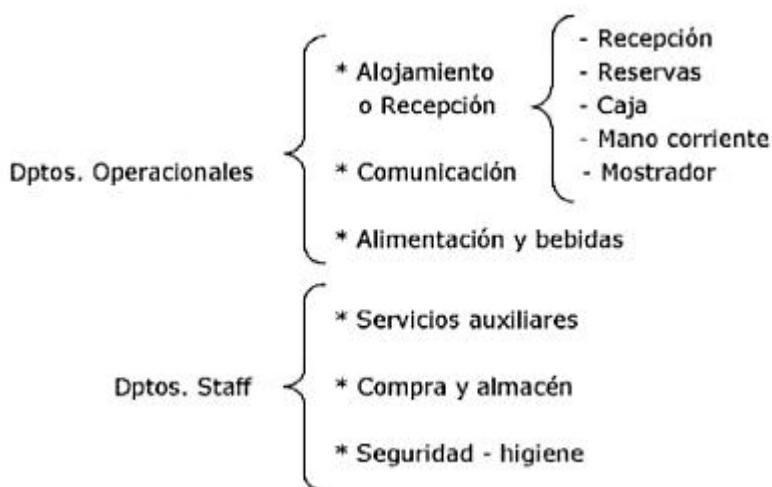 Dptos. Operacionales
* Alojamiento
o Recepción
- Recepción
- Reservas
- Caja
- Mano corriente
- Mostrador
* Comunicación
* Alimentación y bebidas
Dptos. Staff
* Servicios auxiliares
* Compra y almacén
* Seguridad - higiene